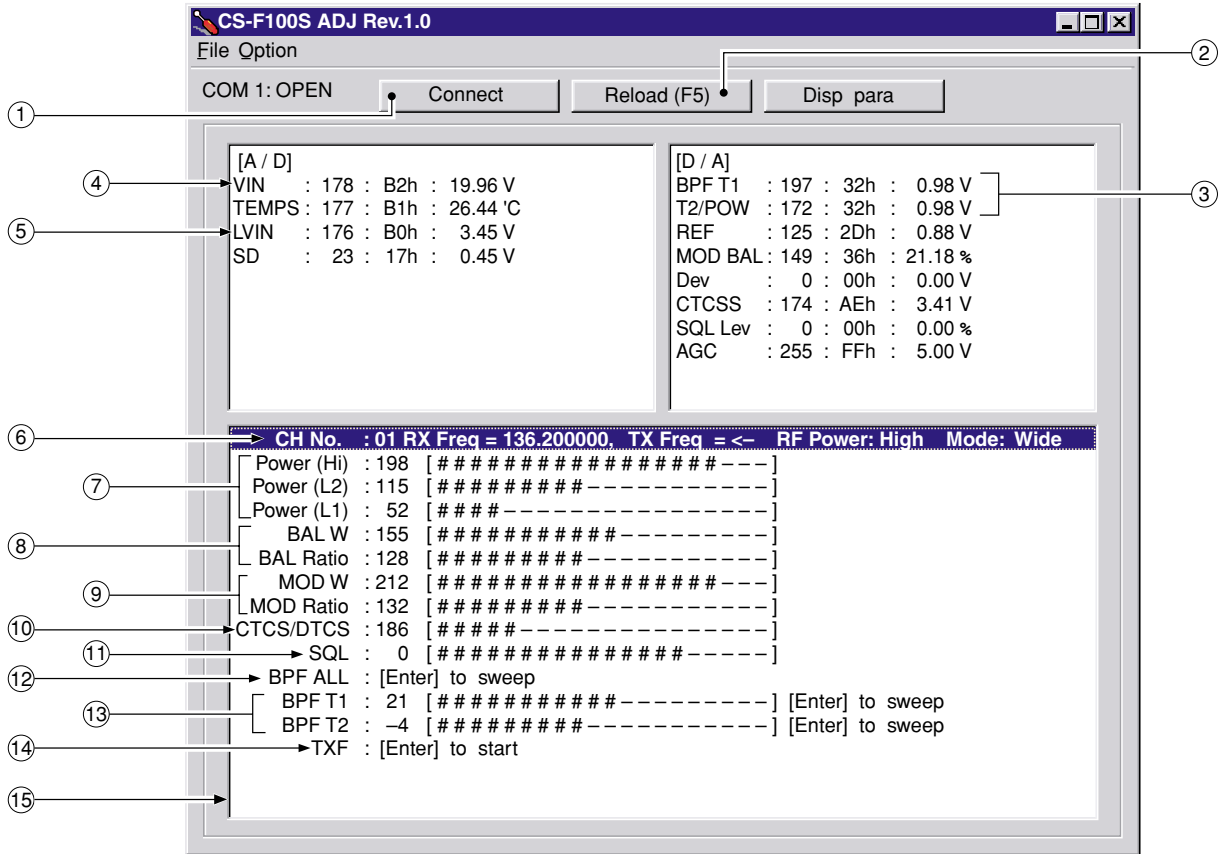 CS-F100S ADJ Rev.1.0
File Option
COM 1: OPEN Connect Reload (F5) Disp para
①
②
[A / D]
VIN : 178 : B2h : 19.96 V
TEMPS : 177 : B1h : 26.44 'C
LVIN : 176 : B0h : 3.45 V
SD : 23 : 17h : 0.45 V
④
⑤
[D / A]
BPF T1 : 197 : 32h : 0.98 V
T2/POW : 172 : 32h : 0.98 V
REF : 125 : 2Dh : 0.88 V
MOD BAL : 149 : 36h : 21.18 %
Dev : 0 : 00h : 0.00 V
CTCSS : 174 : AEh : 3.41 V
SQL Lev : 0 : 00h : 0.00 %
AGC : 255 : FFh : 5.00 V
③
⑥ CH No. : 01 RX Freq = 136.200000, TX Freq = <– RF Power: High Mode: Wide
Power (Hi) : 198 [# # # # # # # # # # # # # # # # # – – –]
⑦ Power (L2) : 115 [# # # # # # # # # – – – – – – – – – – –]
Power (L1) : 52 [# # # # – – – – – – – – – – – – – – – –]
⑧ BAL W : 155 [# # # # # # # # # # # – – – – – – – – –]
BAL Ratio : 128 [# # # # # # # # # – – – – – – – – – – –]
⑨ MOD W : 212 [# # # # # # # # # # # # # # # # # – – –]
MOD Ratio : 132 [# # # # # # # # # – – – – – – – – – – –]
⑩ CTCS/DTCS : 186 [# # # # # – – – – – – – – – – – – – – –]
⑪ SQL : 0 [# # # # # # # # # # # # # # # – – – – –]
⑫ BPF ALL : [Enter] to sweep
⑬ BPF T1 : 21 [# # # # # # # # # # # – – – – – – – – –] [Enter] to sweep
BPF T2 : –4 [# # # # # # # # # – – – – – – – – – – –] [Enter] to sweep
⑭ TXF : [Enter] to start
⑮